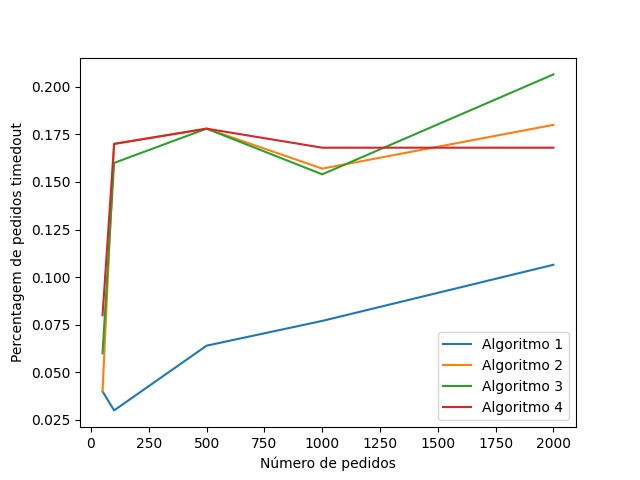 Percentagem de pedidos timedout
0.200
0.175
0.150
0.125
0.100
0.075
0.050
0.025
0 250 500 750 1000 1250 1500 1750 2000
Número de pedidos
Algoritmo 1
Algoritmo 2
Algoritmo 3
Algoritmo 4